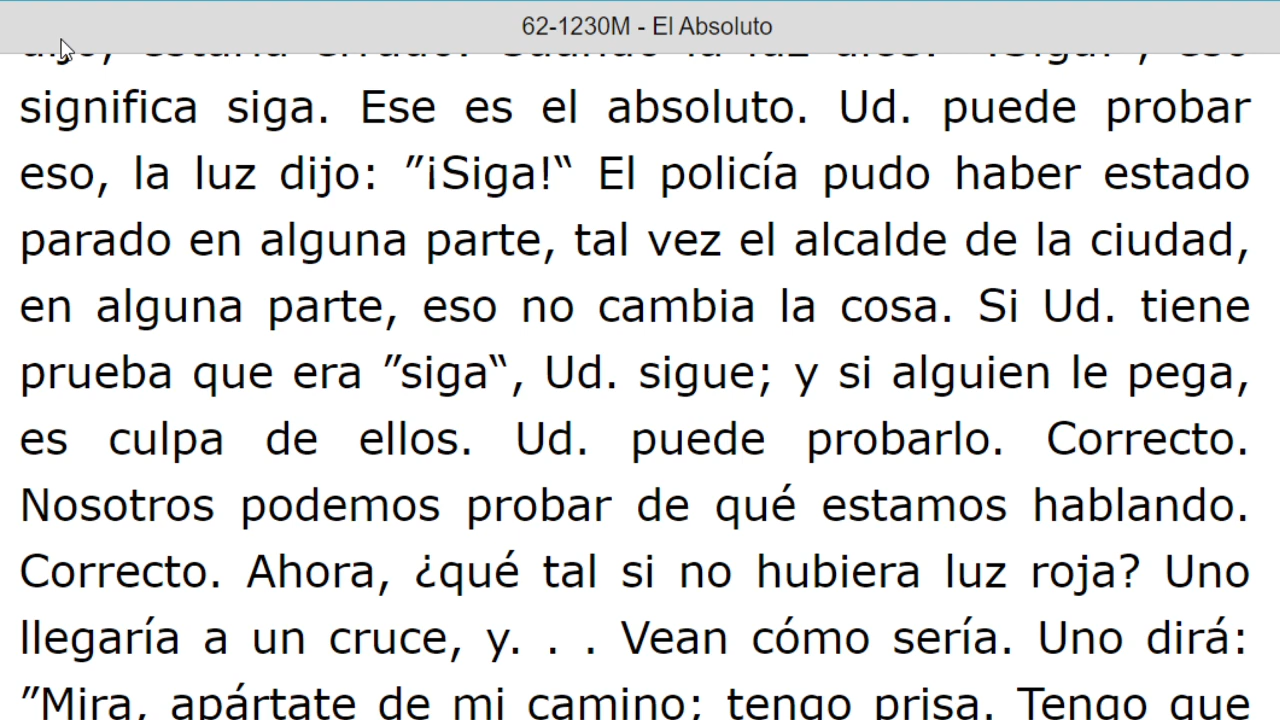 62-1230M - El Absoluto
significa siga. Ese es el absoluto. Ud. puede probar
eso, la luz dijo: ”¡Siga!“ El policía pudo haber estado
parado en alguna parte, tal vez el alcalde de la ciudad,
en alguna parte, eso no cambia la cosa. Si Ud. tiene
prueba que era ”siga“, Ud. sigue; y si alguien le pega,
es culpa de ellos. Ud. puede probarlo. Correcto.
Nosotros podemos probar de qué estamos hablando.
Correcto. Ahora, ¿qué tal si no hubiera luz roja? Uno
llegaría a un cruce, y. . . Vean cómo sería. Uno dirá:
”Mira, apártate de mi camino; tengo prisa. Tengo que